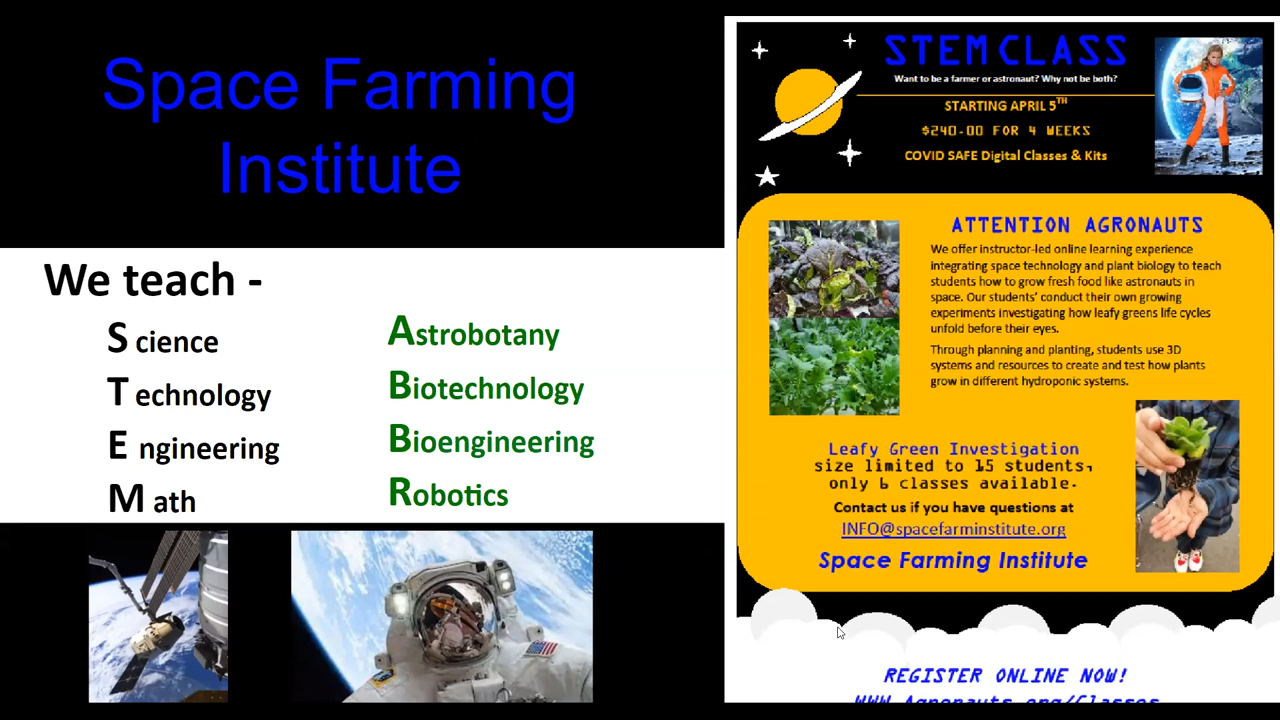 Space Farming
Institute
We teach -
S cience
T echnology
E ngineering
M ath
Astrobotany
Biotechnology
Bioengineering
Robotics
STEM CLASS
Want to be a farmer or astronaut? Why not be both?
STARTING APRIL 5TH
$240.00 FOR 4 WEEKS
COVID SAFE Digital Classes & Kits
ATTENTION AGRONAUTS
We offer instructor-led online learning experience
integrating space technology and plant biology to teach
students how to grow fresh food like astronauts in
space. Our students' conduct their own growing
experiments investigating how leafy greens life cycles
unfold before their eyes.
Through planning and planting, students use 3D
systems and resources to create and test how plants
grow in different hydroponic systems.
Leafy Green Investigation
size limited to 15 students,
only 6 classes available.
Contact us if you have questions at
INFO@spacefarminstitute.org
Space Farming Institute
REGISTER ONLINE NOW!
WWW.Agronauts.org/Classes